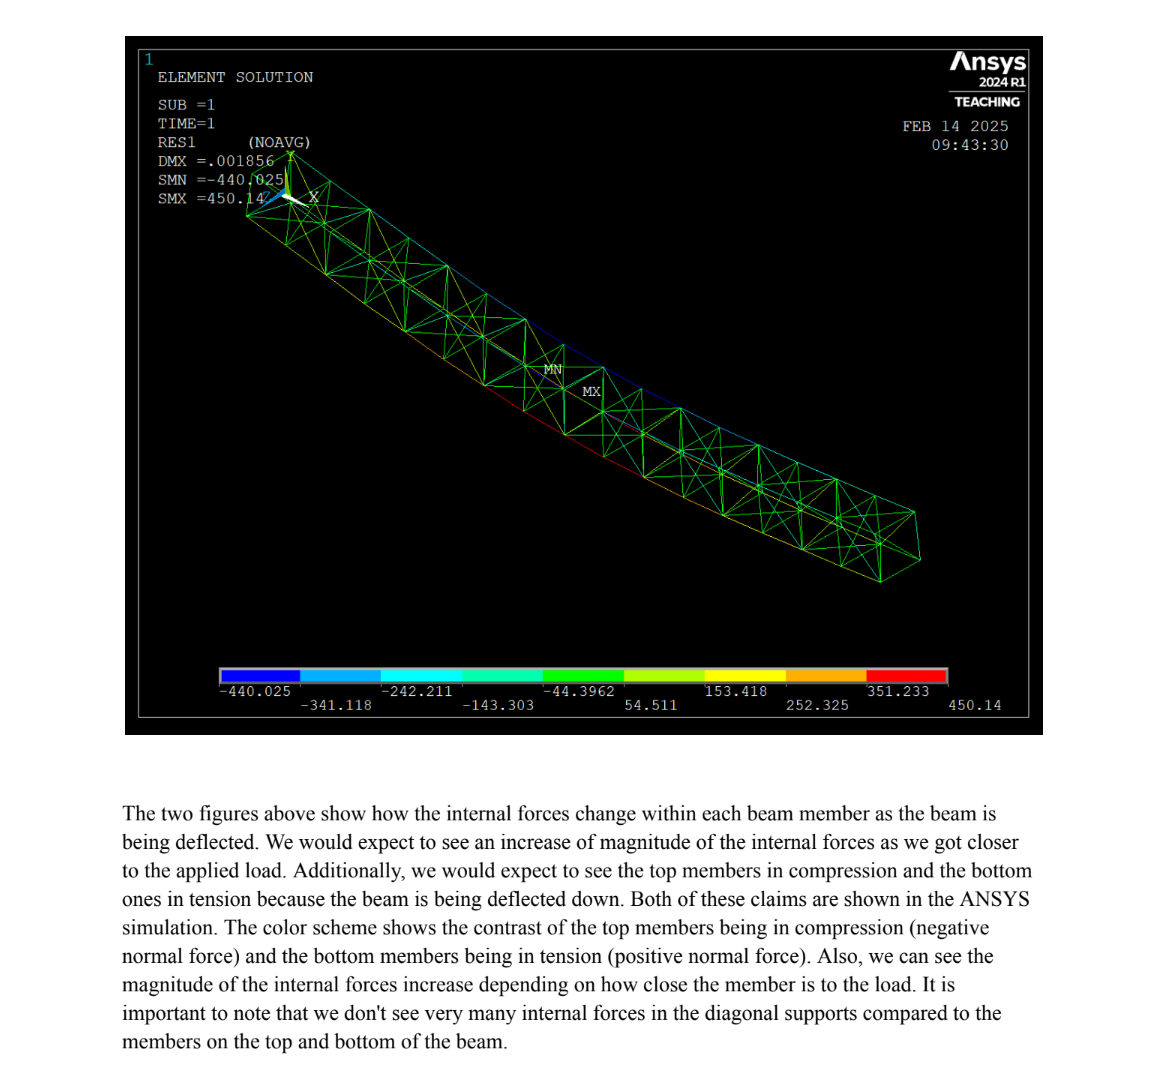 1
ELEMENT SOLUTION
SUB =1
TIME=1
RES1 (NOAVG)
DMX =.001856
SMN =-440.025
SMX =450.14
Ansys
2024 R1
TEACHING
FEB 14 2025
09:43:30
Y
Z X
MN
MX
-440.025 -242.211 -44.3962 153.418 351.233
-341.118 -143.303 54.511 252.325 450.14
The two figures above show how the internal forces change within each beam member as the beam is
being deflected. We would expect to see an increase of magnitude of the internal forces as we got closer
to the applied load. Additionally, we would expect to see the top members in compression and the bottom
ones in tension because the beam is being deflected down. Both of these claims are shown in the ANSYS
simulation. The color scheme shows the contrast of the top members being in compression (negative
normal force) and the bottom members being in tension (positive normal force). Also, we can see the
magnitude of the internal forces increase depending on how close the member is to the load. It is
important to note that we don't see very many internal forces in the diagonal supports compared to the
members on the top and bottom of the beam.